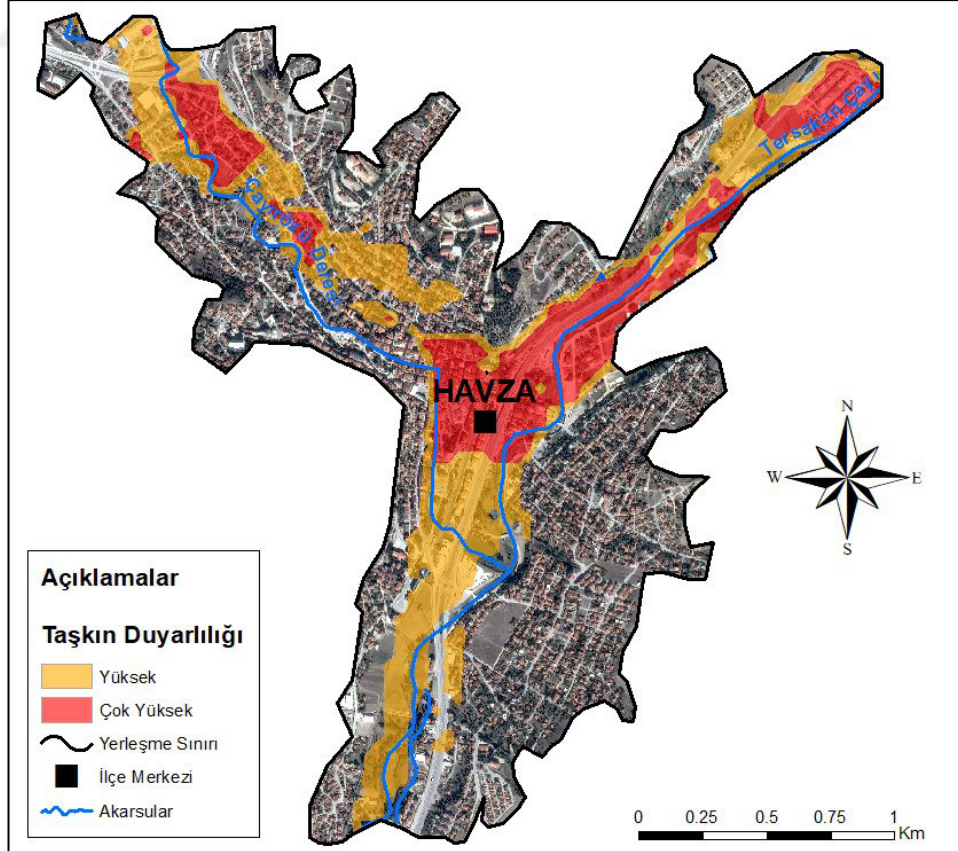 Tersakan Çayı
Çayırözü Deresi
HAVZA
N
W
E
S
Açıklamalar
Taşkın Duyarlılığı
Yüksek
Çok Yüksek
Yerleşme Sınırı
İlçe Merkezi
Akarsular
0 0.25 0.5 0.75 1
Km